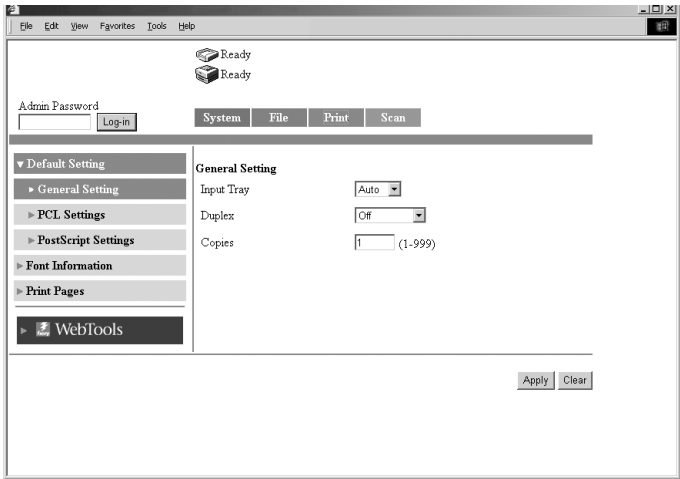 File Edit View Favorites Tools Help
Ready
Ready
Admin Password
Log-in
System File Print Scan
Default Setting
General Setting
PCL Settings
PostScript Settings
Font Information
Print Pages
WebTools
General Setting
Input Tray Auto
Duplex Off
Copies 1 (1-999)
Apply Clear